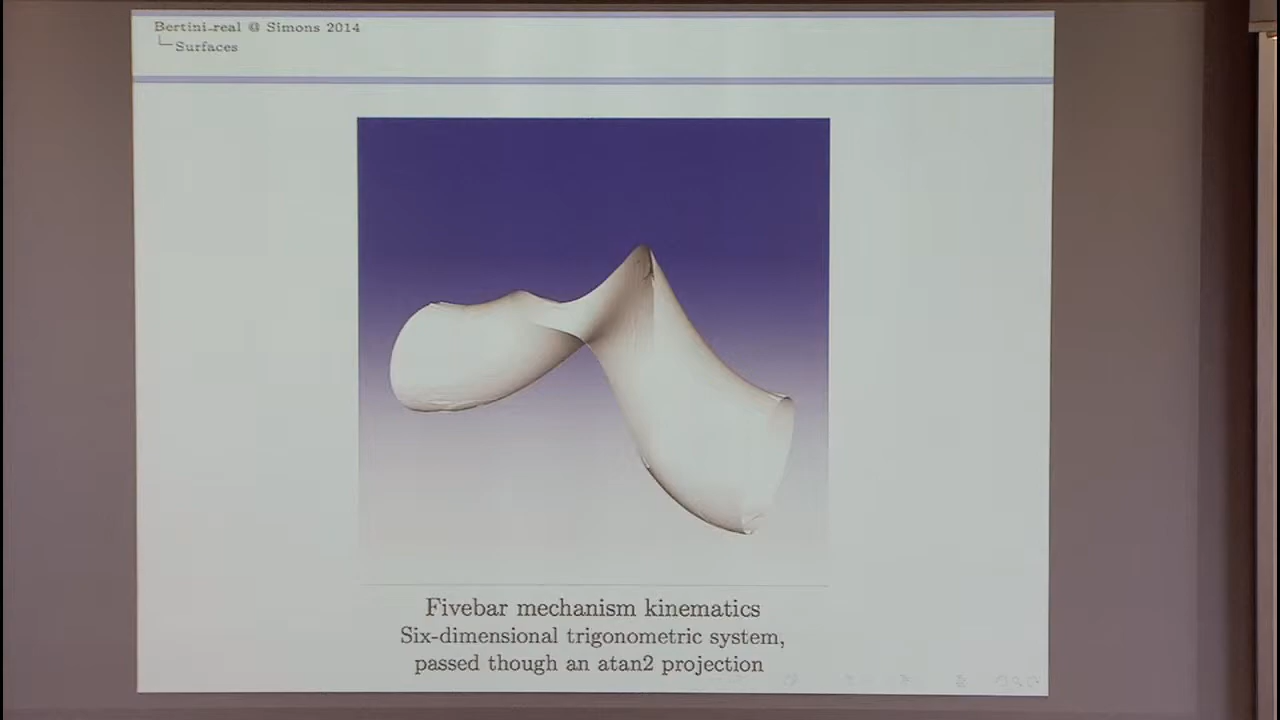 Bertini_real @ Simons 2014
Surfaces
Fivebar mechanism kinematics
Six-dimensional trigonometric system,
passed though an atan2 projection